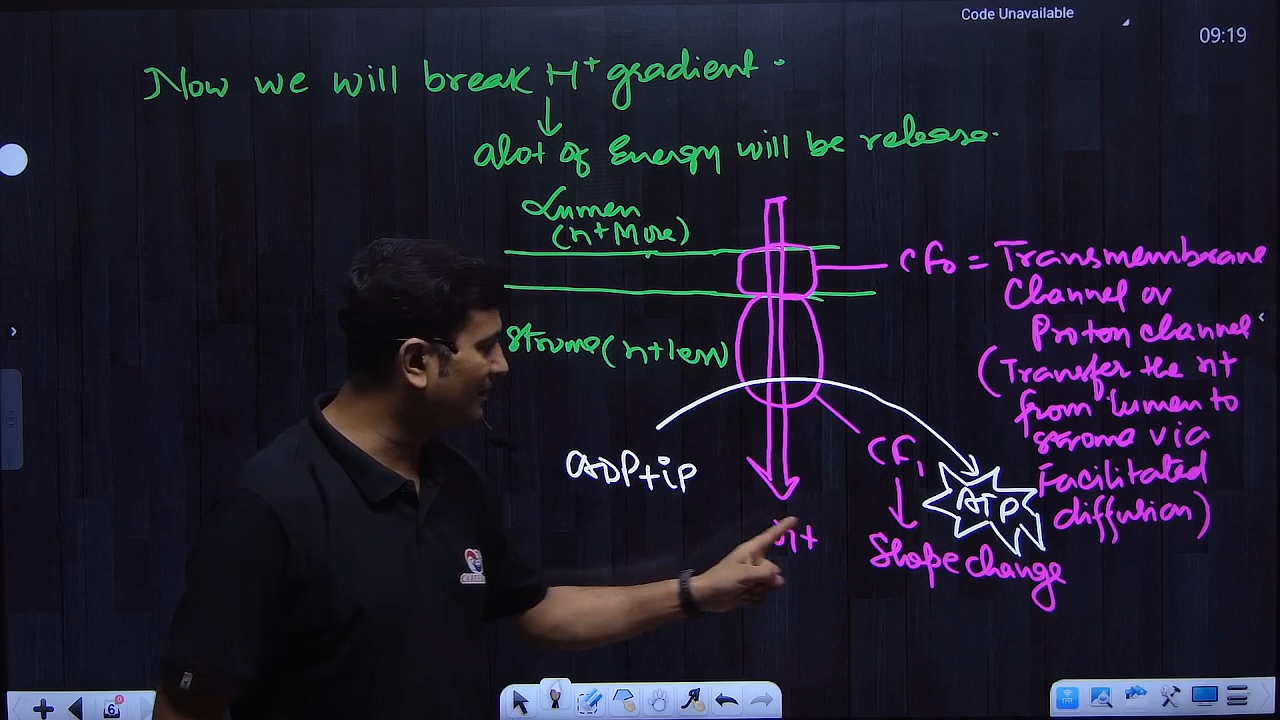 Code Unavailable
09:19
Now we will break H+ gradient.
alot of Energy will be release.
Lumen
(H+ More)
CF0 = Transmembrane
Channel or
Proton channel
(Transfer the H+
from lumen to
stroma via
Facilitated
diffusion)
Stroma (H+ less)
CF1
ADP+iP
ATP
H+
Shape change
6